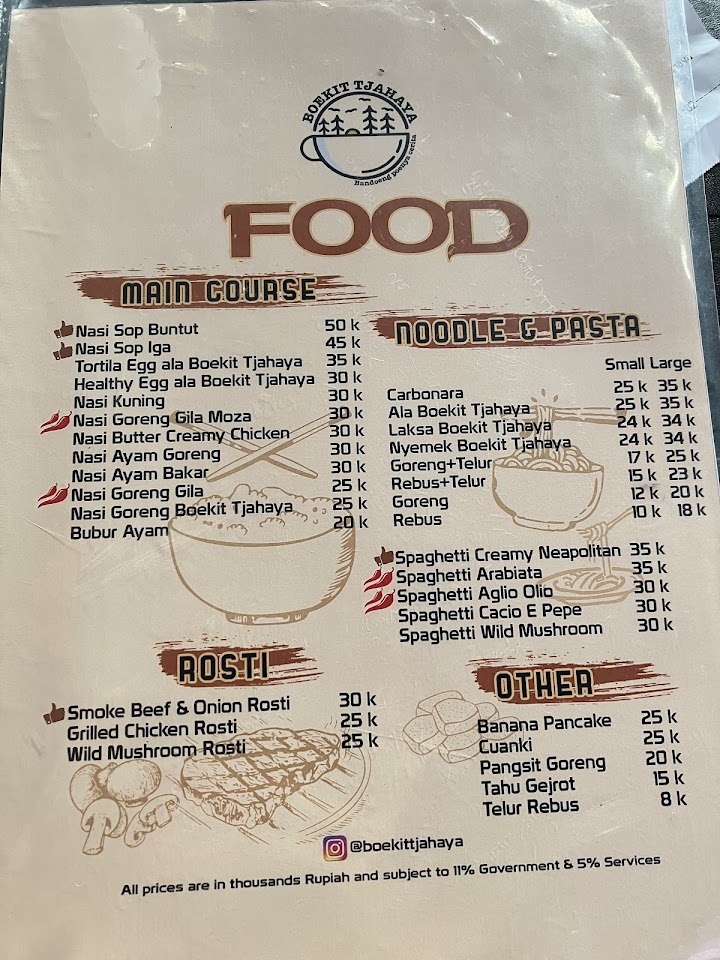 BOEKIT TJAHAYA
Bandoeng poenya cerita
FOOD
MAIN COURSE
Nasi Sop Buntut 50 k
Nasi Sop Iga 45 k
Tortila Egg ala Boekit Tjahaya 35 k
Healthy Egg ala Boekit Tjahaya 30 k
Nasi Kuning 30 k
Nasi Goreng Gila Moza 30 k
Nasi Butter Creamy Chicken 30 k
Nasi Ayam Goreng 30 k
Nasi Ayam Bakar 30 k
Nasi Goreng Gila 25 k
Nasi Goreng Boekit Tjahaya 25 k
Bubur Ayam 20 k
NOODLE & PASTA
Small Large
Carbonara 25 k 35 k
Ala Boekit Tjahaya 25 k 35 k
Laksa Boekit Tjahaya 24 k 34 k
Nyemek Boekit Tjahaya 24 k 34 k
Goreng+Telur 17 k 25 k
Rebus+Telur 15 k 23 k
Goreng 12 k 20 k
Rebus 10 k 18 k
Spaghetti Creamy Neapolitan 35 k
Spaghetti Arabiata 35 k
Spaghetti Aglio Olio 30 k
Spaghetti Cacio E Pepe 30 k
Spaghetti Wild Mushroom 30 k
ROSTI
Smoke Beef & Onion Rosti 30 k
Grilled Chicken Rosti 25 k
Wild Mushroom Rosti 25 k
OTHER
Banana Pancake 25 k
Cuanki 25 k
Pangsit Goreng 20 k
Tahu Gejrot 15 k
Telur Rebus 8 k
@boekittjahaya
All prices are in thousands Rupiah and subject to 11% Government & 5% Services